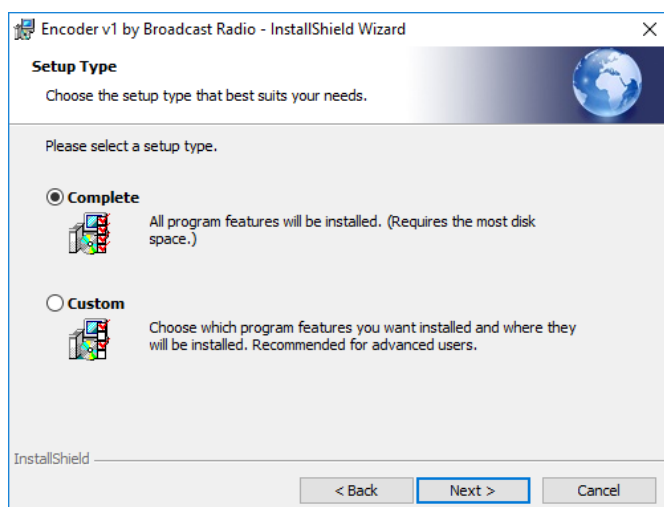 Encoder v1 by Broadcast Radio - InstallShield Wizard
Setup Type
Choose the setup type that best suits your needs.
Please select a setup type.
Complete
All program features will be installed. (Requires the most disk
space.)
Custom
Choose which program features you want installed and where they
will be installed. Recommended for advanced users.
InstallShield
< Back Next > Cancel